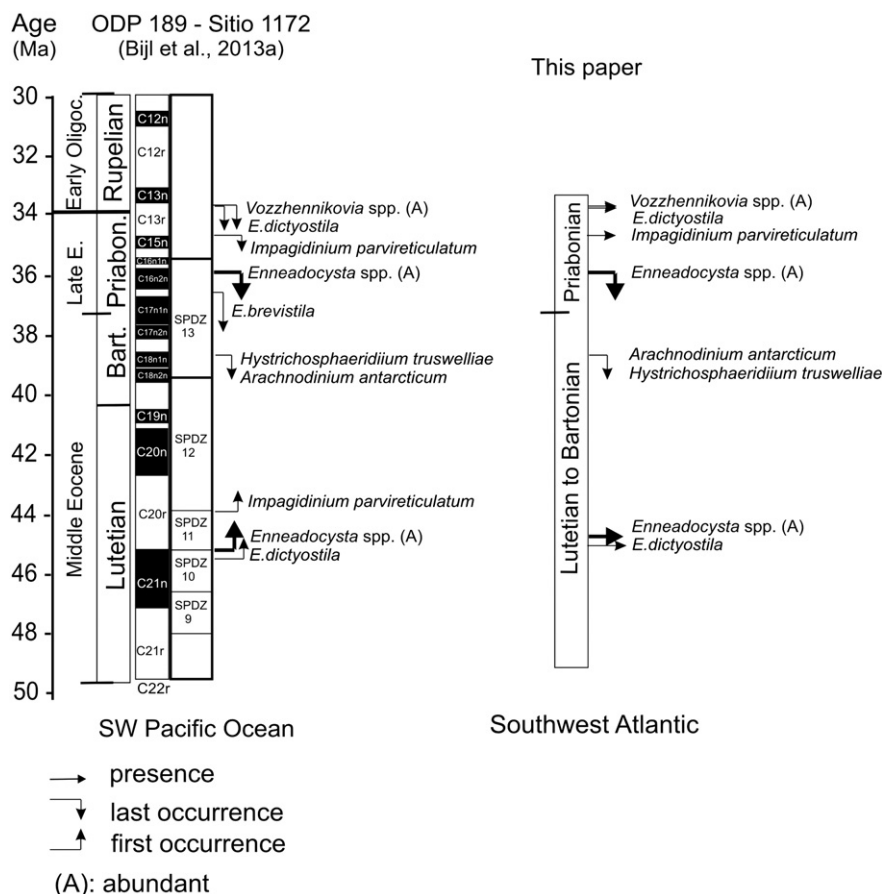 Age
(Ma)
ODP 189 - Sitio 1172
(Bijl et al., 2013a)
This paper
30
32
34
36
38
40
42
44
46
48
50
Early Oligoc.
Late E.
Middle Eocene
Rupelian
Priabon.
Bart.
Lutetian
C12n
C12r
C13n
C13r
C15n
C16n1n
C16n2n
C17n1n
C17n2n
C18n1n
C18n2n
C19n
C20n
C20r
C21n
C21r
C22r
SPDZ
13
SPDZ
12
SPDZ
11
SPDZ
10
SPDZ
9
Vozzhennikovia spp. (A)
E.dictyostila
Impagidinium parvireticulatum
Enneadocysta spp. (A)
E.brevistila
Hystrichosphaeridiium truswelliae
Arachnodinium antarcticum
Impagidinium parvireticulatum
Enneadocysta spp. (A)
E.dictyostila
Priabonian
Lutetian to Bartonian
Vozzhennikovia spp. (A)
E.dictyostila
Impagidinium parvireticulatum
Enneadocysta spp. (A)
Arachnodinium antarcticum
Hystrichosphaeridiium truswelliae
Enneadocysta spp. (A)
E.dictyostila
SW Pacific Ocean
Southwest Atlantic
presence
last occurrence
first occurrence
(A): abundant